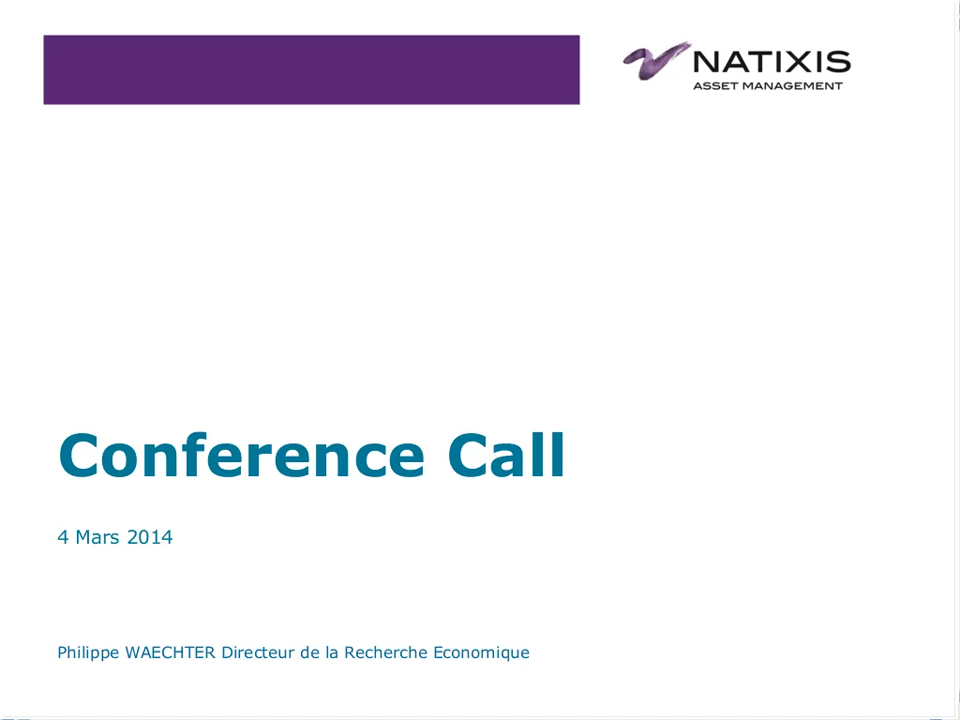 NATIXIS
ASSET MANAGEMENT
Conference Call
4 Mars 2014
Philippe WAECHTER Directeur de la Recherche Economique